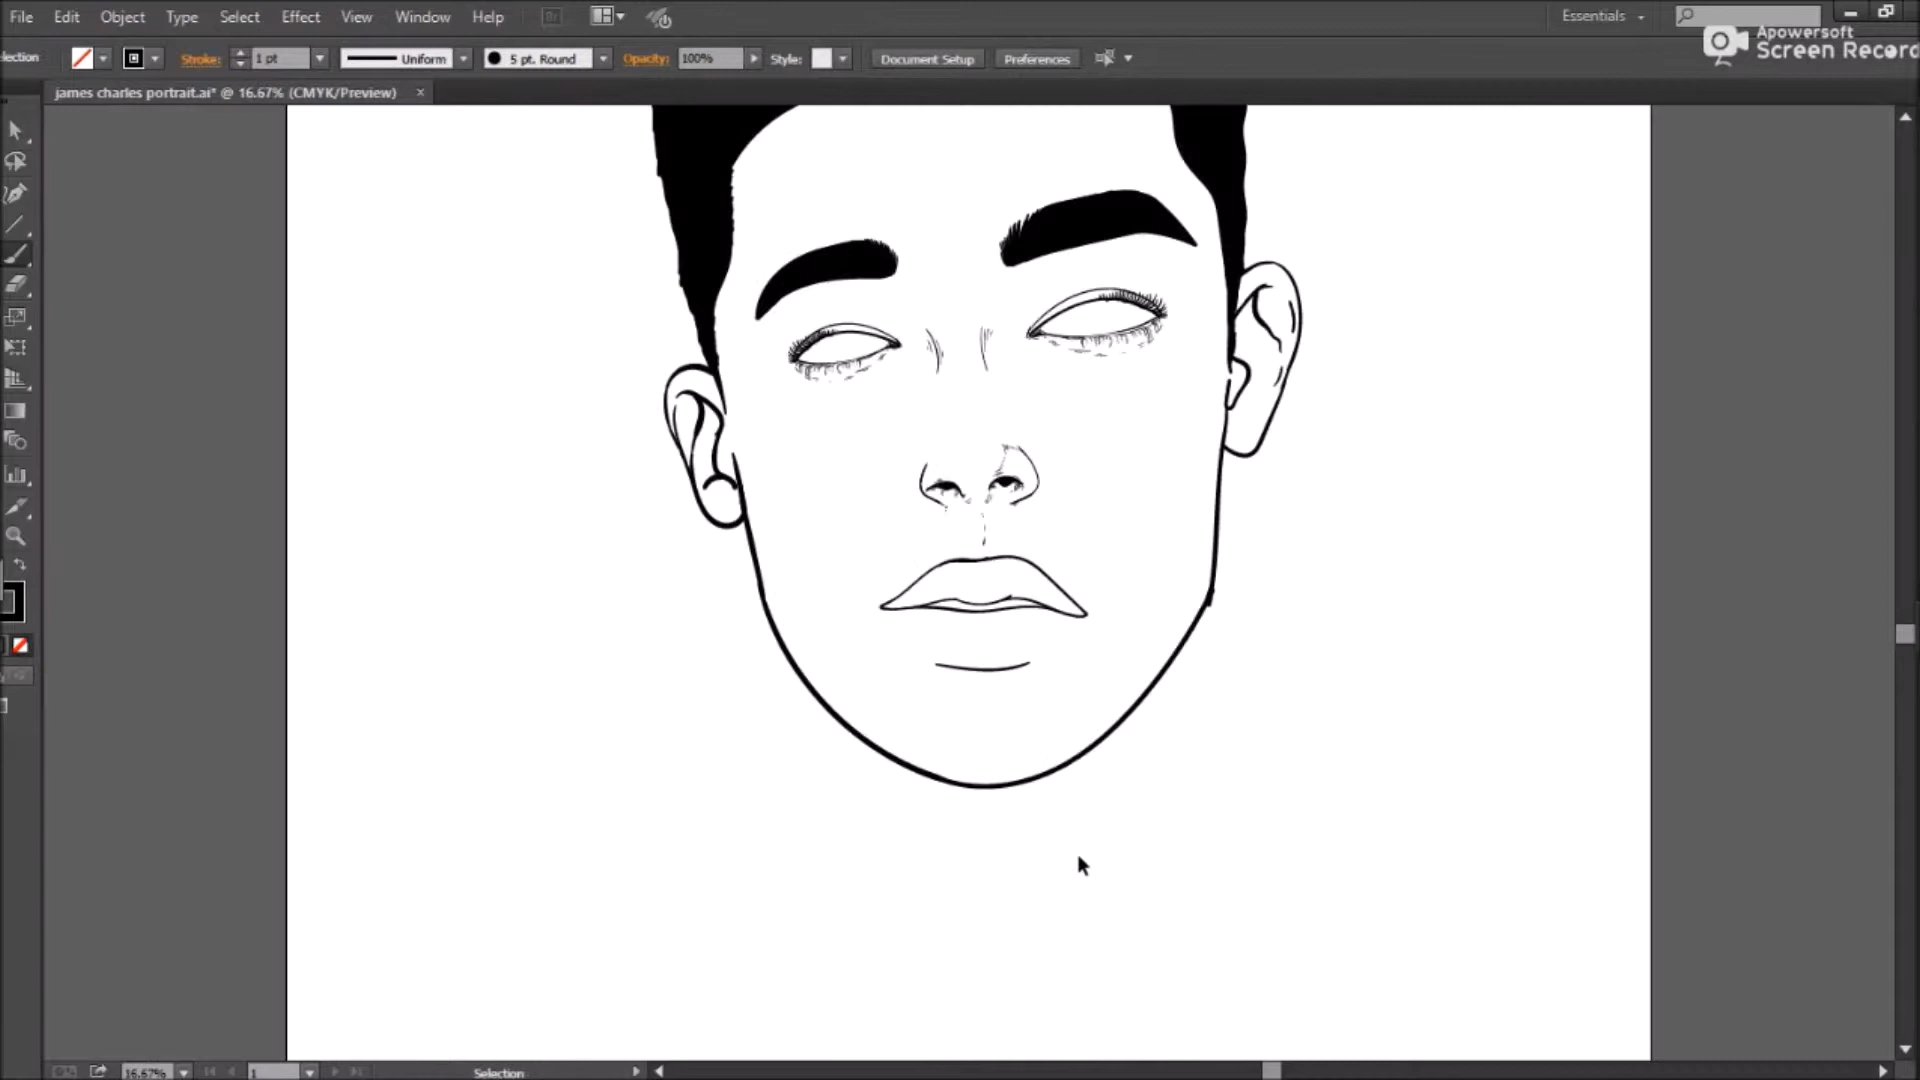 File Edit Object Type Select Effect View Window Help Br Essentials
Apowersoft
Screen Record
lection Stroke: 1 pt Uniform 5 pt. Round Opacity: 100% Style: Document Setup Preferences
james charles portrait.ai* @ 16.67% (CMYK/Preview) ×
16.67% 1 Selection